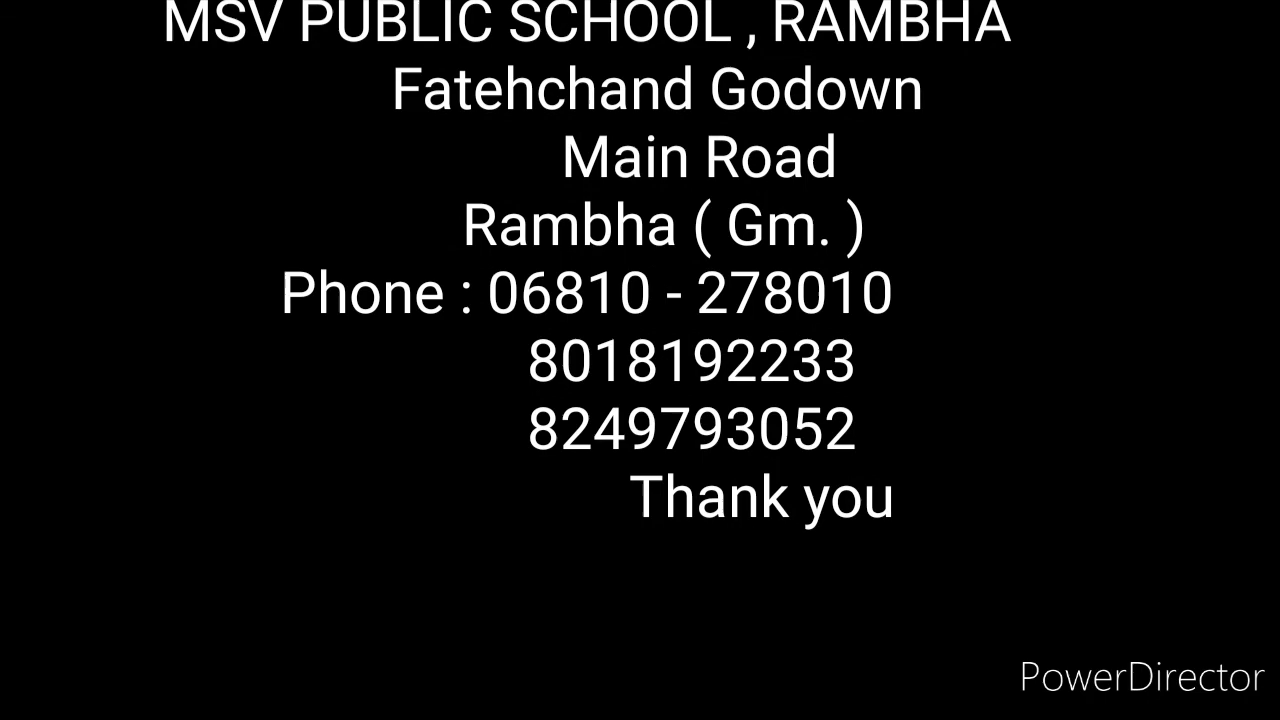 MSV PUBLIC SCHOOL , RAMBHA
Fatehchand Godown
Main Road
Rambha ( Gm. )
Phone : 06810 - 278010
8018192233
8249793052
Thank you
PowerDirector